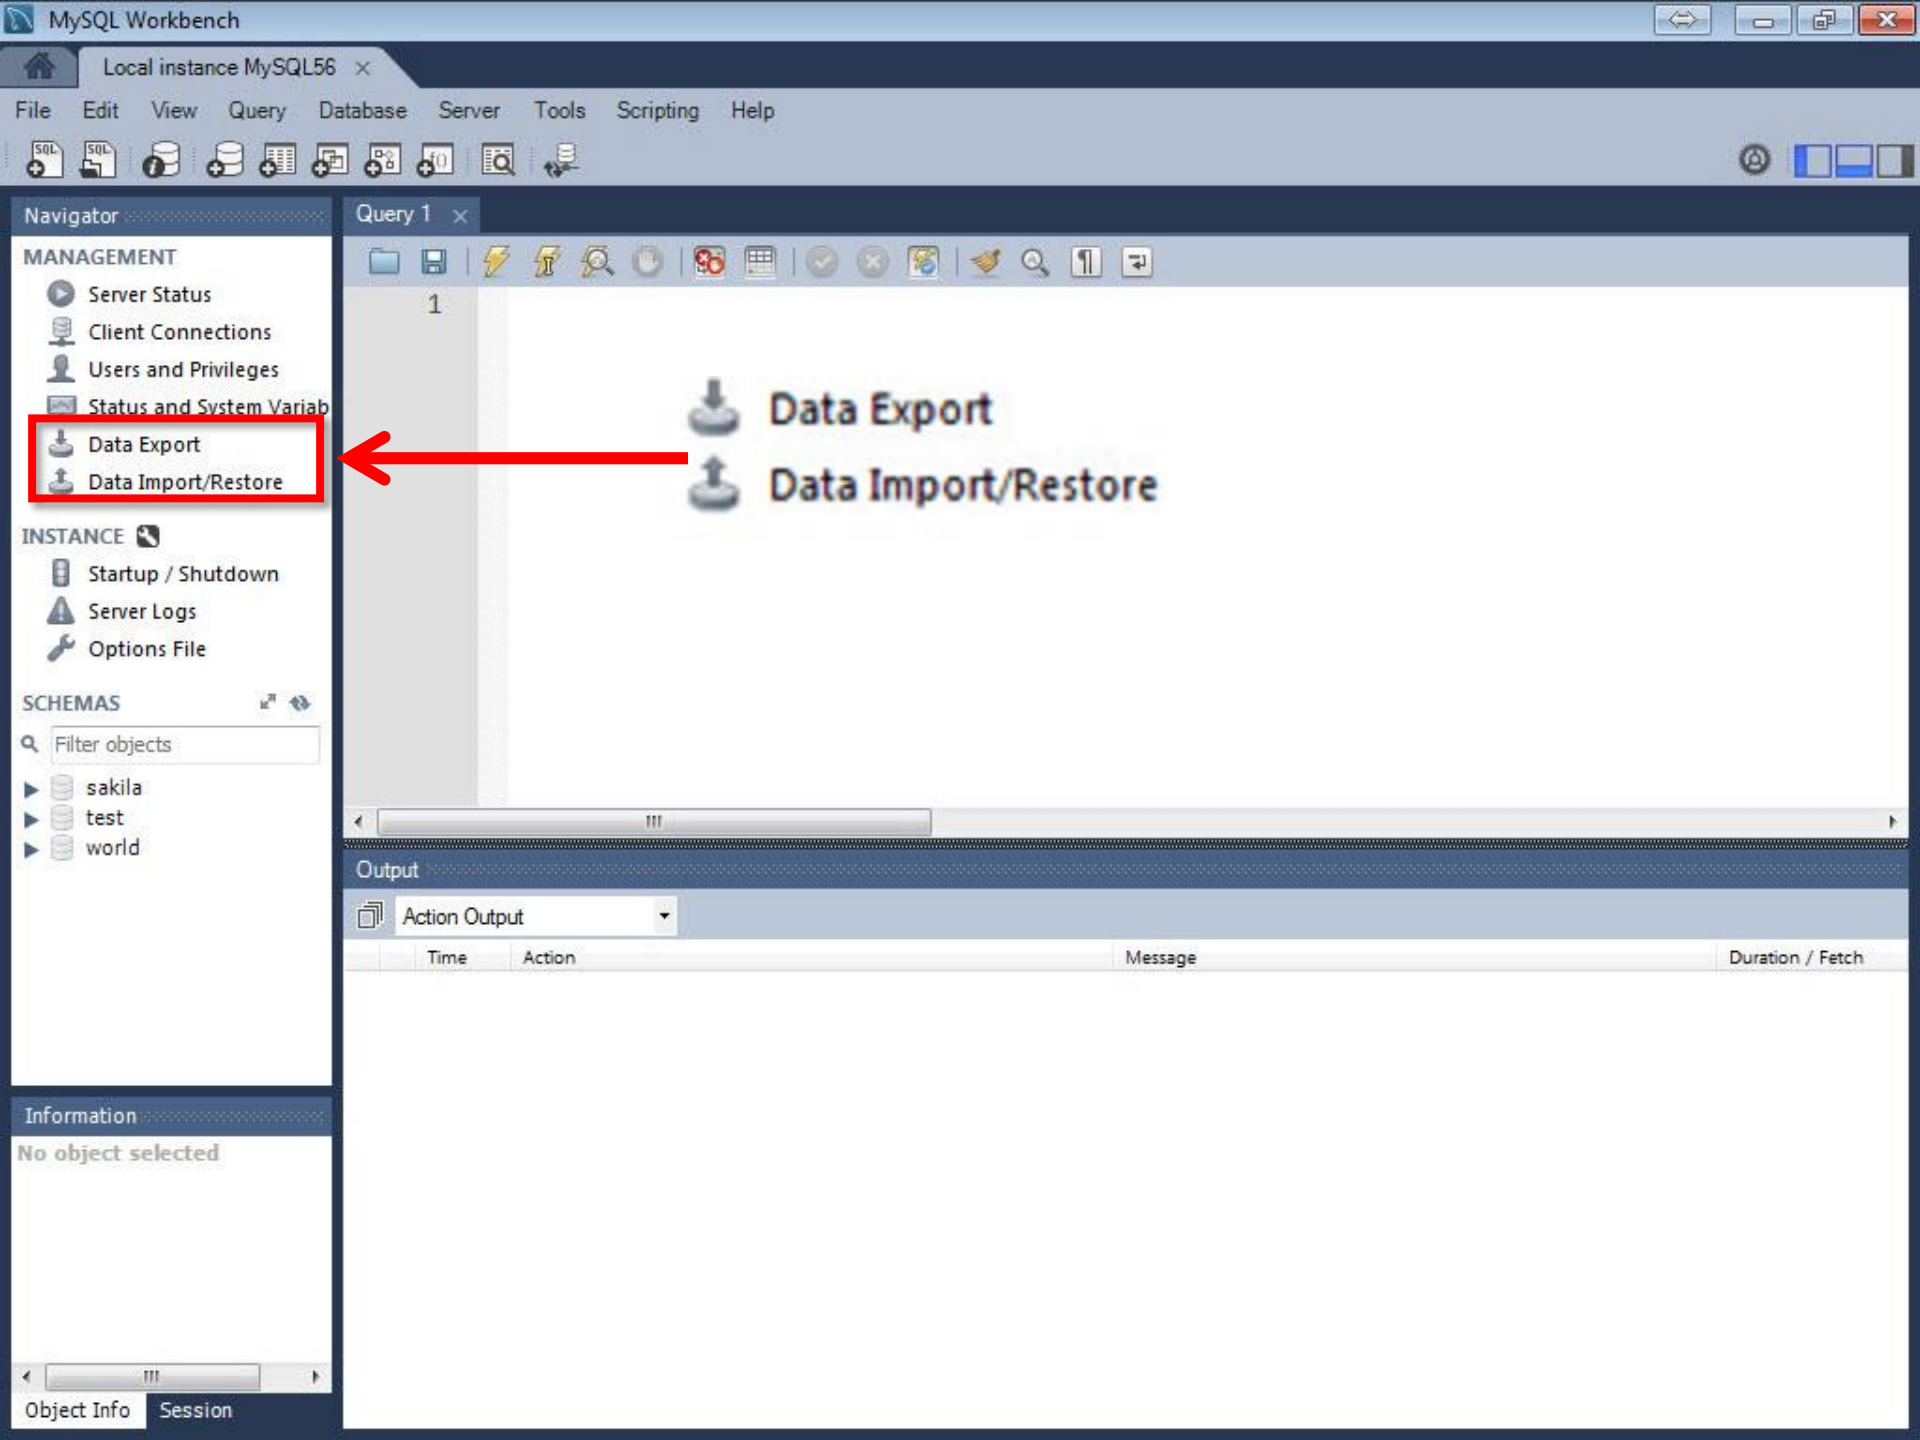 MySQL Workbench
Local instance MySQL56
File Edit View Query Database Server Tools Scripting Help
SQL SQL
Navigator
MANAGEMENT
Server Status
Client Connections
Users and Privileges
Status and System Variab
Data Export
Data Import/Restore
INSTANCE
Startup / Shutdown
Server Logs
Options File
SCHEMAS
Filter objects
sakila
test
world
Information
No object selected
Object Info Session
Query 1
1
Data Export
Data Import/Restore
Output
Action Output
Time Action Message Duration / Fetch